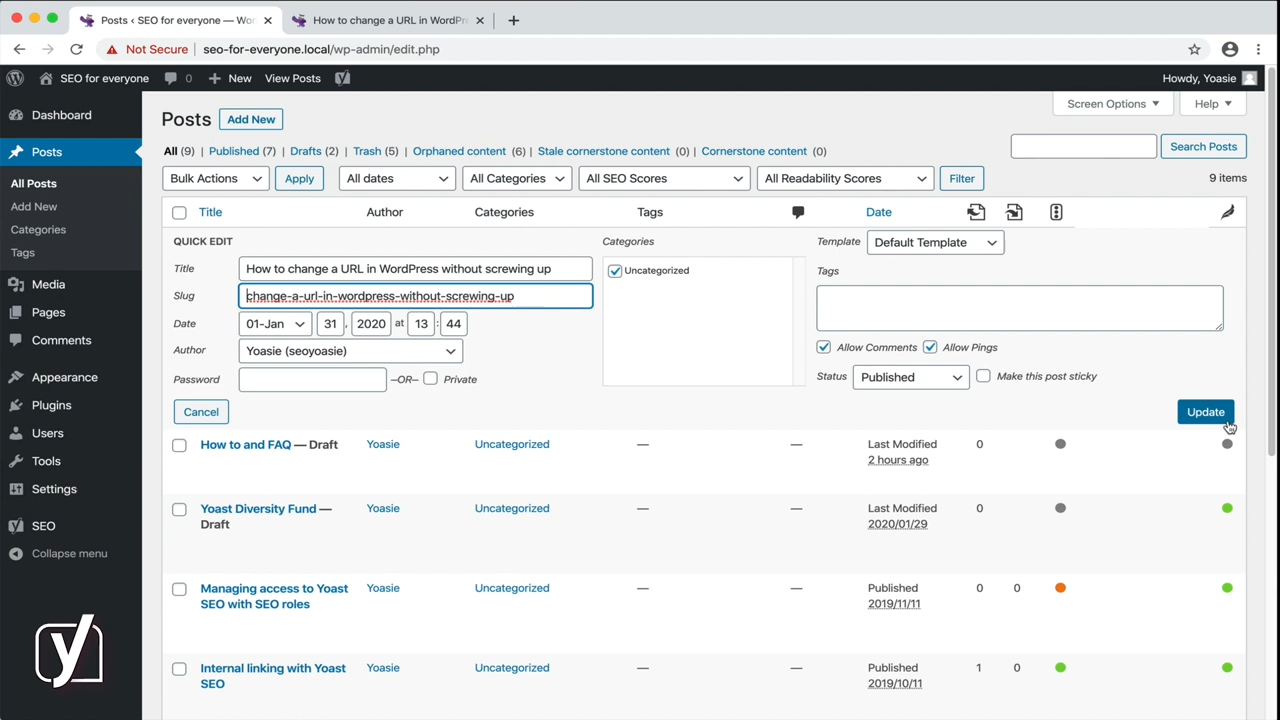 Posts ‹ SEO for everyone — Wor
How to change a URL in WordPr
Not Secure
seo-for-everyone.local/wp-admin/edit.php
SEO for everyone
0
New
View Posts
Howdy, Yoasie
Dashboard
Posts
All Posts
Add New
Categories
Tags
Media
Pages
Comments
Appearance
Plugins
Users
Tools
Settings
SEO
Collapse menu
y
Posts
Add New
Screen Options
Help
All (9) | Published (7) | Drafts (2) | Trash (5) | Orphaned content (6) | Stale cornerstone content (0) | Cornerstone content (0)
Search Posts
Bulk Actions
Apply
All dates
All Categories
All SEO Scores
All Readability Scores
Filter
9 items
Title
Author
Categories
Tags
Date
QUICK EDIT
Title
How to change a URL in WordPress without screwing up
Slug
change-a-url-in-wordpress-without-screwing-up
Date
01-Jan
31
,
2020
at
13
:
44
Author
Yoasie (seoyoasie)
Password
–OR–
Private
Categories
Uncategorized
Template
Default Template
Tags
Allow Comments
Allow Pings
Status
Published
Make this post sticky
Cancel
Update
How to and FAQ — Draft
Yoasie
Uncategorized
—
—
Last Modified
2 hours ago
0
Yoast Diversity Fund —
Draft
Yoasie
Uncategorized
—
—
Last Modified
2020/01/29
0
Managing access to Yoast
SEO with SEO roles
Yoasie
Uncategorized
—
—
Published
2019/11/11
0
0
Internal linking with Yoast
SEO
Yoasie
Uncategorized
—
—
Published
2019/10/11
1
0